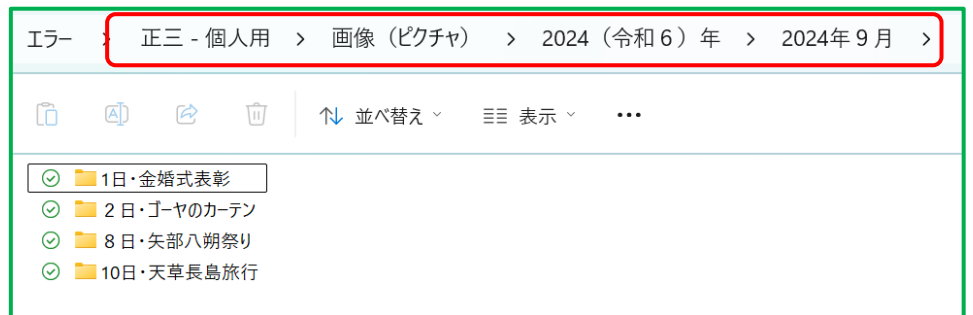 エラー > 正三 - 個人用 > 画像（ピクチャ） > 2024（令和６）年 > 2024年９月 >
並べ替え 表示 •••
1日・金婚式表彰
２日・ゴーヤのカーテン
８日・矢部八朔祭り
10日・天草長島旅行